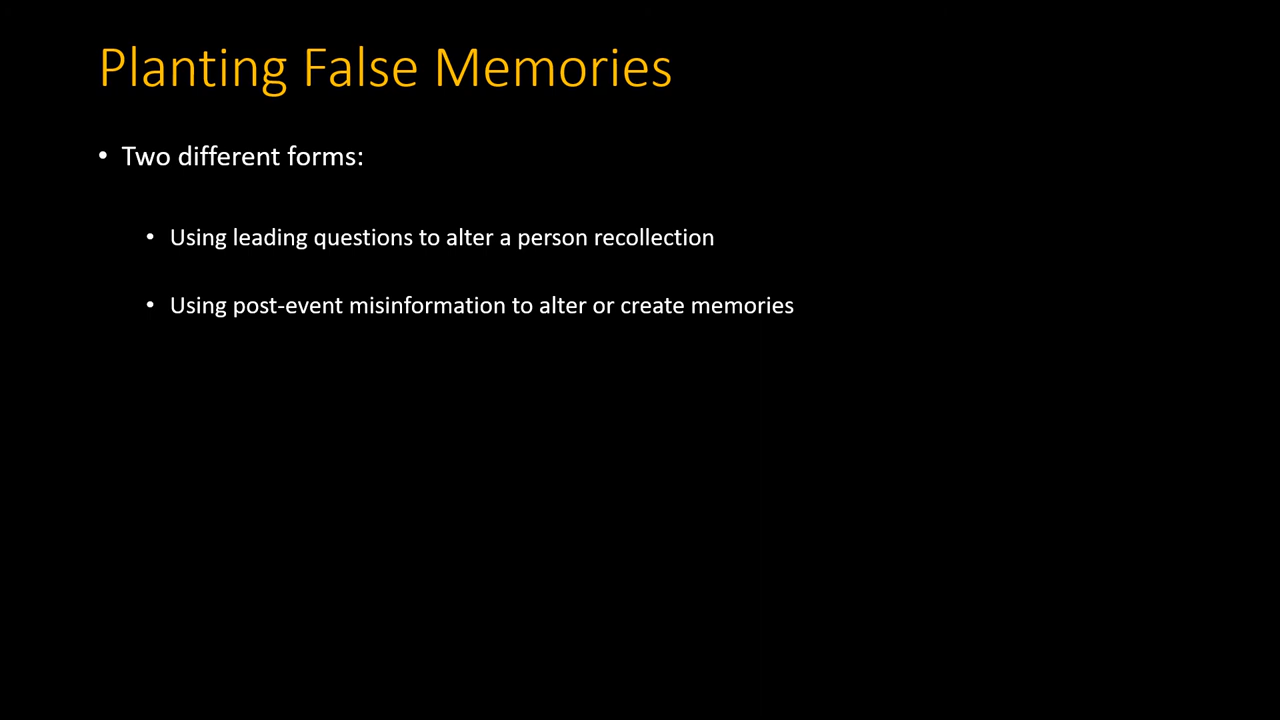 Planting False Memories
• Two different forms:
• Using leading questions to alter a person recollection
• Using post-event misinformation to alter or create memories